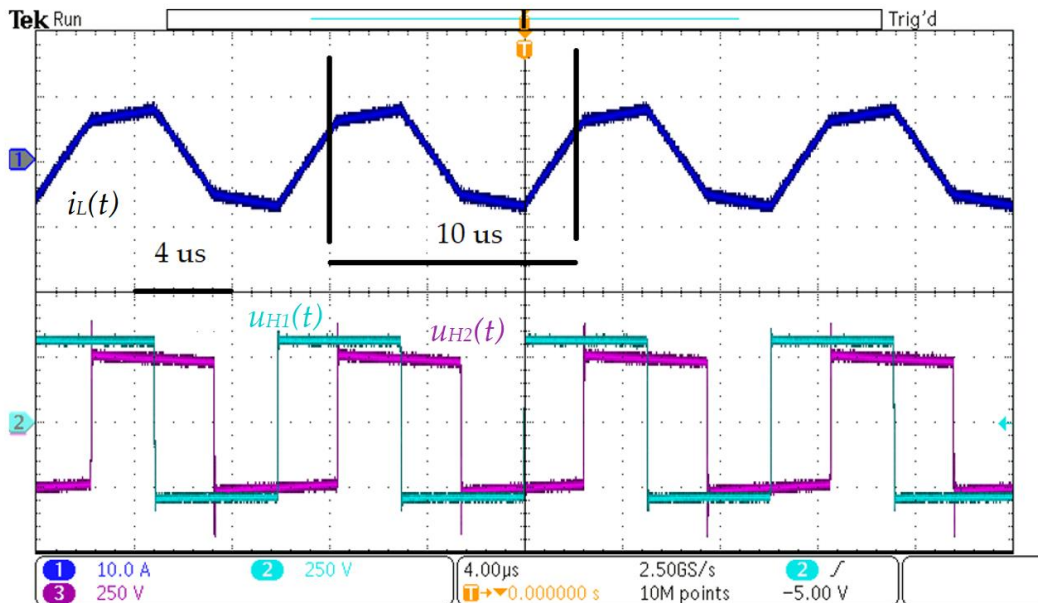 Tek Run Trig'd
T
1
iL(t)
10 us
4 us
uH1(t) uH2(t)
2
1 10.0 A 2 250 V 4.00µs 2.50GS/s 2 ƒ
3 250 V T→▼0.000000 s 10M points −5.00 V